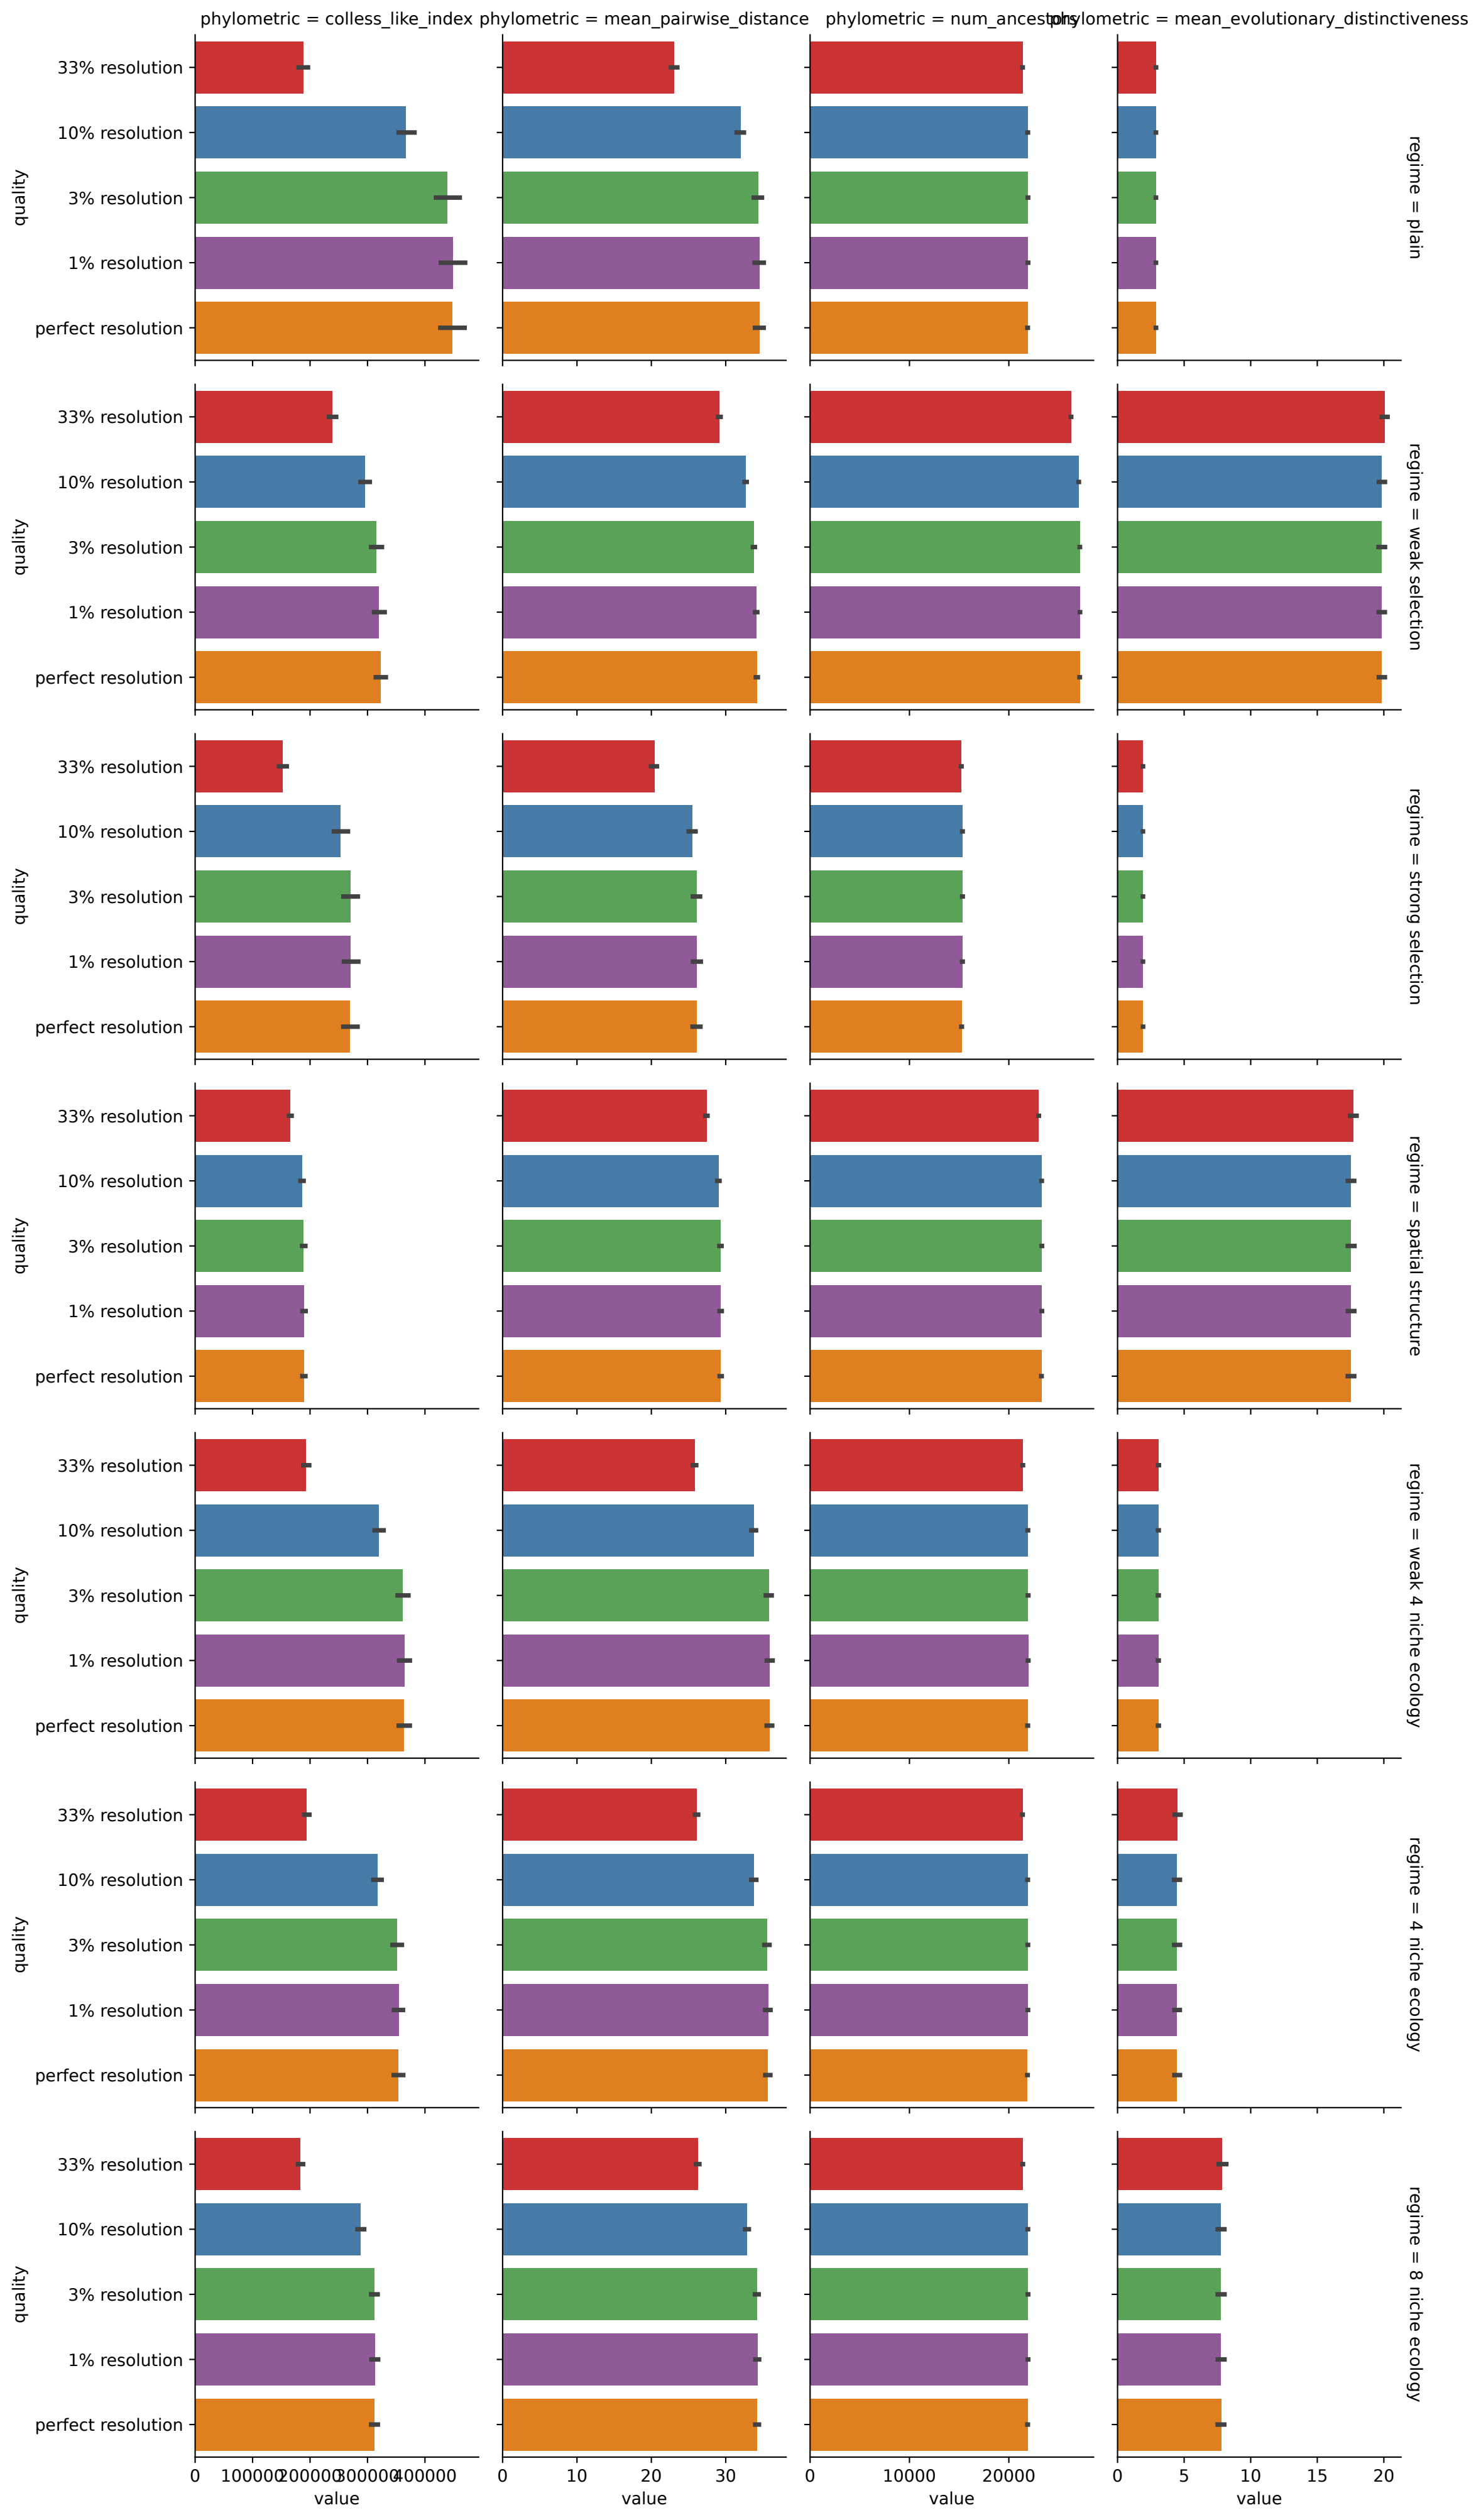 phylometric = colless_like_index
phylometric = mean_pairwise_distance
phylometric = num_ancestors
phylometric = mean_evolutionary_distinctiveness
33% resolution
10% resolution
3% resolution
1% resolution
perfect resolution
quality
regime = plain
33% resolution
10% resolution
3% resolution
1% resolution
perfect resolution
quality
regime = weak selection
33% resolution
10% resolution
3% resolution
1% resolution
perfect resolution
quality
regime = strong selection
33% resolution
10% resolution
3% resolution
1% resolution
perfect resolution
quality
regime = spatial structure
33% resolution
10% resolution
3% resolution
1% resolution
perfect resolution
quality
regime = weak 4 niche ecology
33% resolution
10% resolution
3% resolution
1% resolution
perfect resolution
quality
regime = 4 niche ecology
33% resolution
10% resolution
3% resolution
1% resolution
perfect resolution
quality
regime = 8 niche ecology
0 100000 200000 300000 400000
0 10 20 30
0 10000 20000
0 5 10 15 20
value
value
value
value